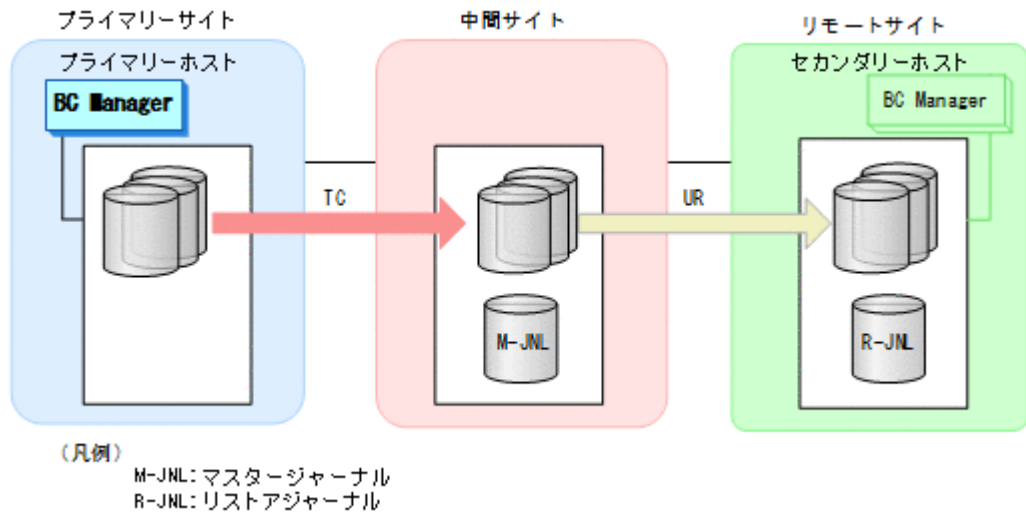 プライマリーサイト
中間サイト
リモートサイト
プライマリーホスト
セカンダリーホスト
BC Manager
BC Manager
TC
UR
M-JNL
R-JNL
(凡例)
M-JNL:マスタージャーナル
R-JNL:リストアジャーナル